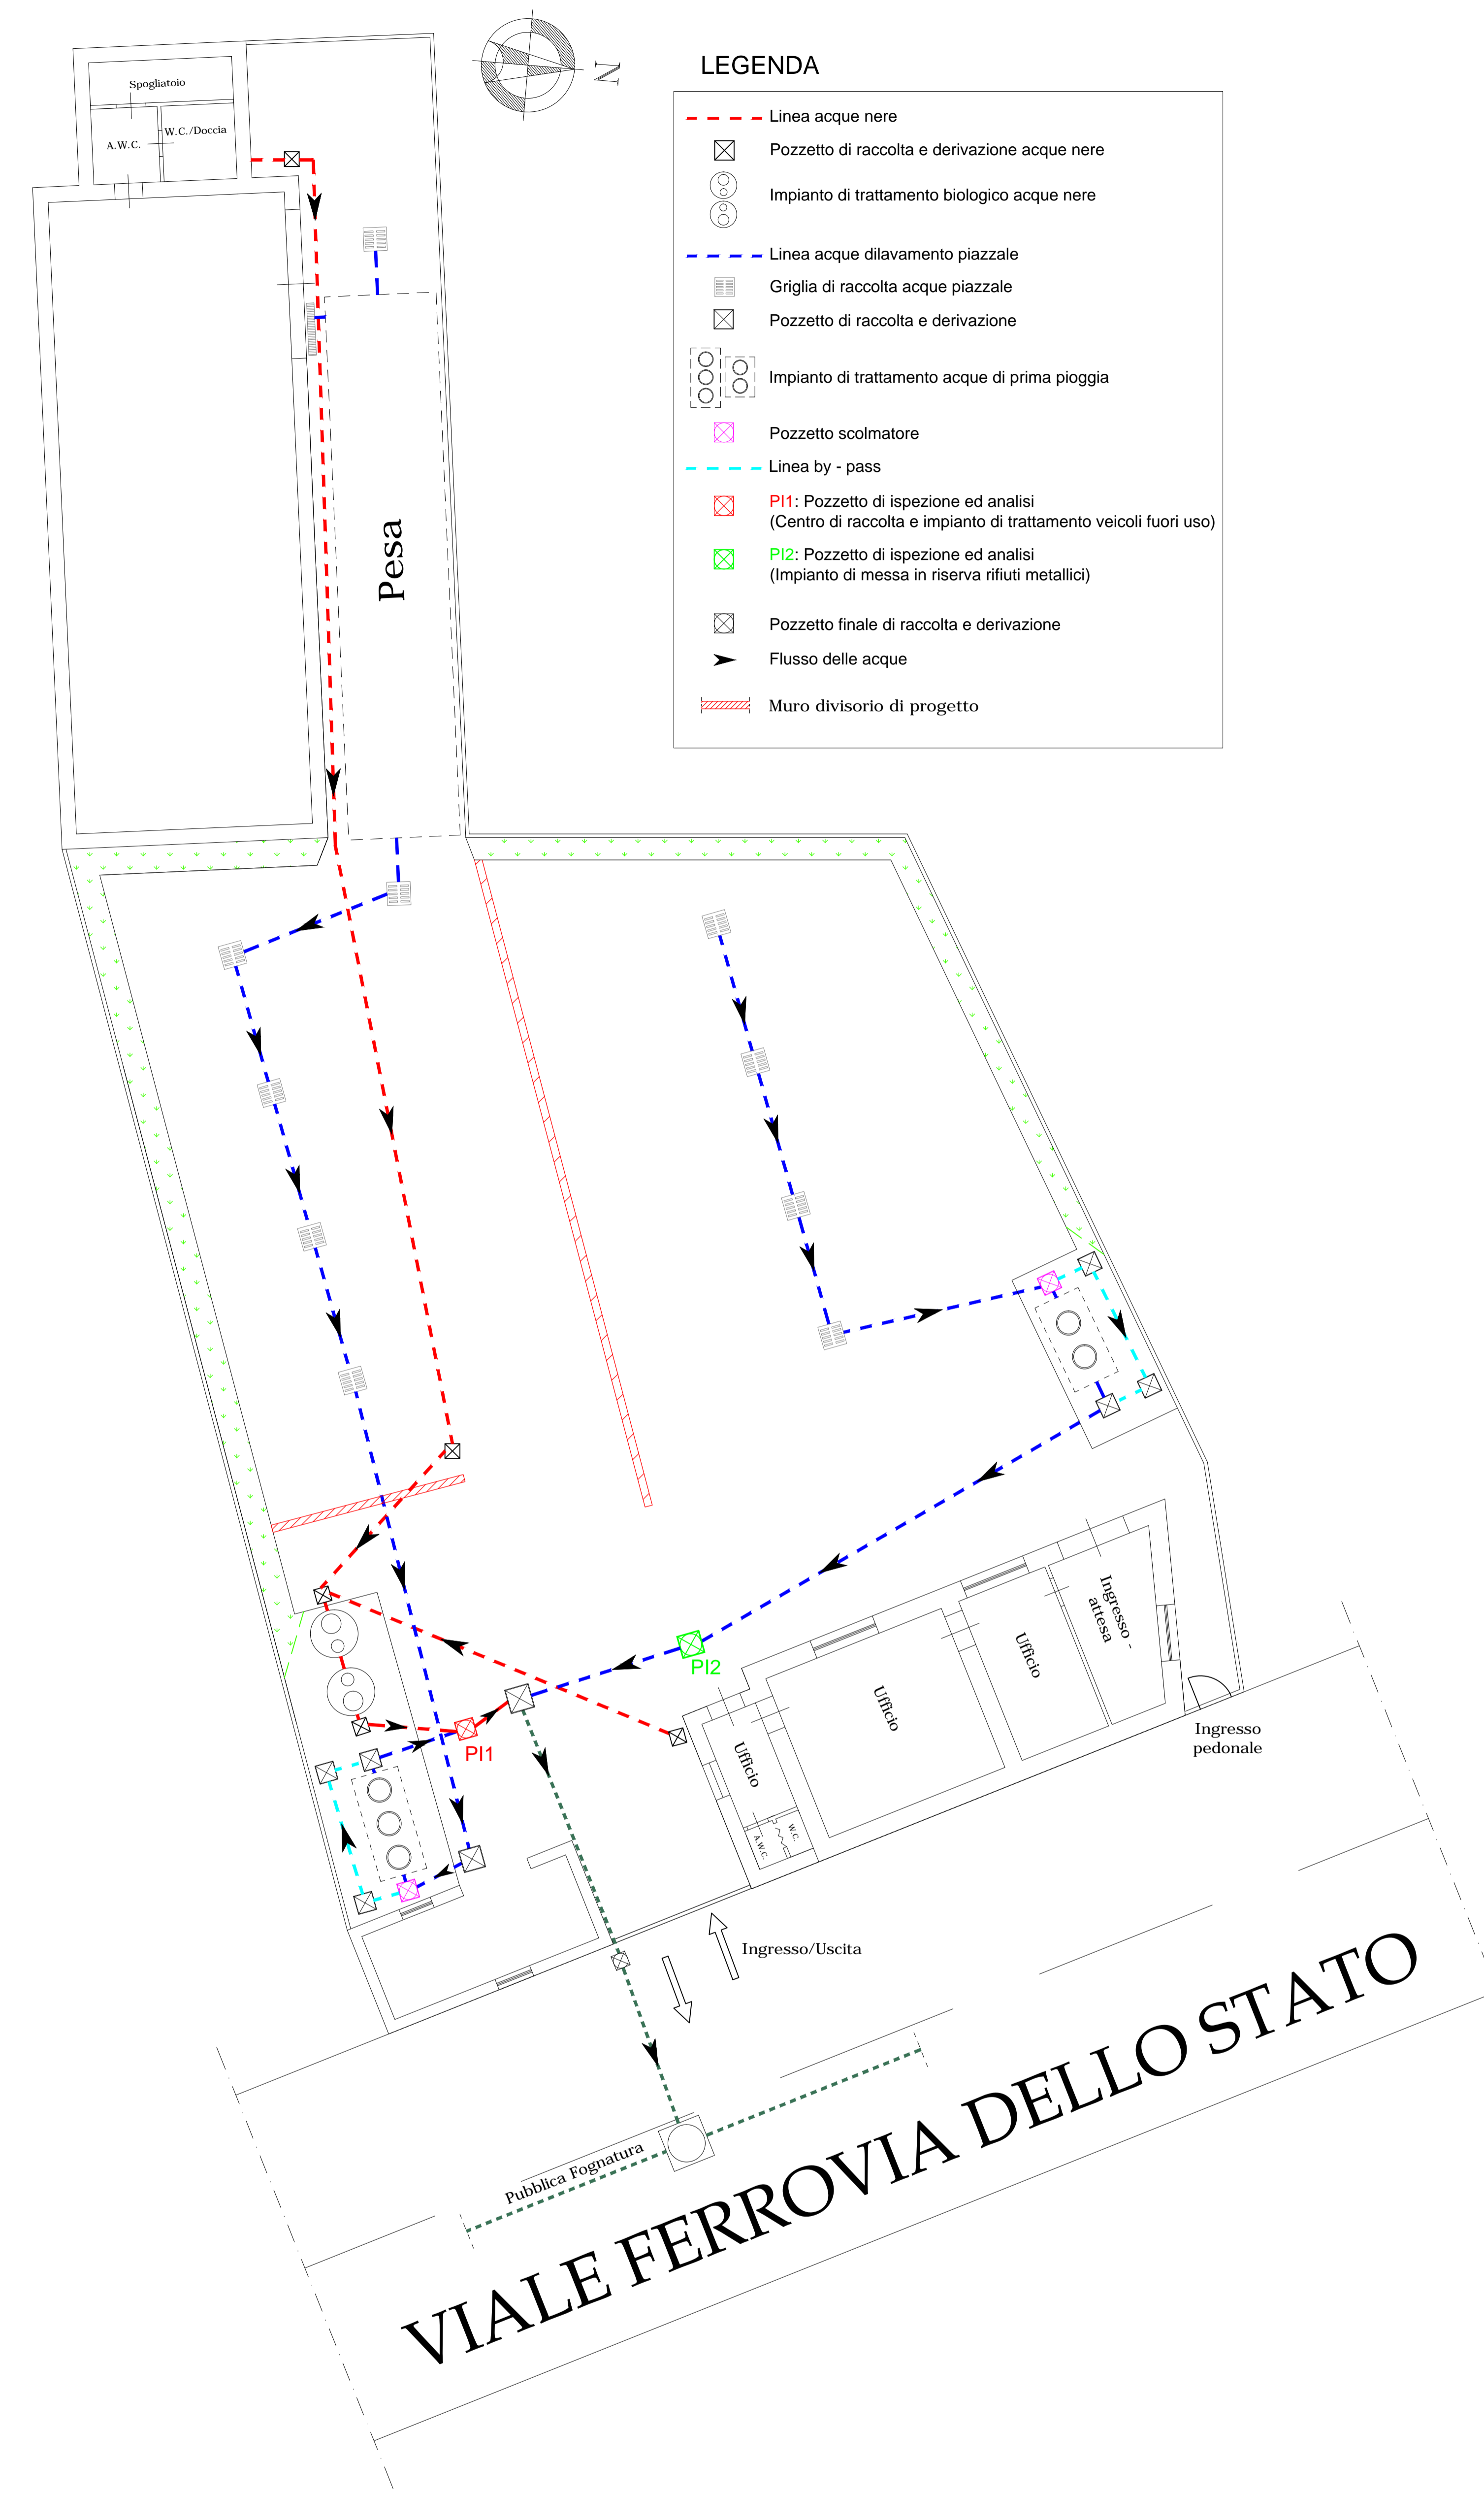 N
LEGENDA
Linea acque nere
Pozzetto di raccolta e derivazione acque nere
Impianto di trattamento biologico acque nere
Linea acque dilavamento piazzale
Griglia di raccolta acque piazzale
Pozzetto di raccolta e derivazione
Impianto di trattamento acque di prima pioggia
Pozzetto scolmatore
Linea by - pass
PI1: Pozzetto di ispezione ed analisi
(Centro di raccolta e impianto di trattamento veicoli fuori uso)
PI2: Pozzetto di ispezione ed analisi
(Impianto di messa in riserva rifiuti metallici)
Pozzetto finale di raccolta e derivazione
Flusso delle acque
Muro divisorio di progetto
Spogliatoio
W.C./Doccia
A.W.C.
Pesa
Ingresso -
attesa
Ufficio
Ufficio
Ufficio
PI2
PI1
Ingresso
pedonale
W.C.
A.W.C.
Ingresso/Uscita
Pubblica Fognatura
VIALE FERROVIA DELLO STATO